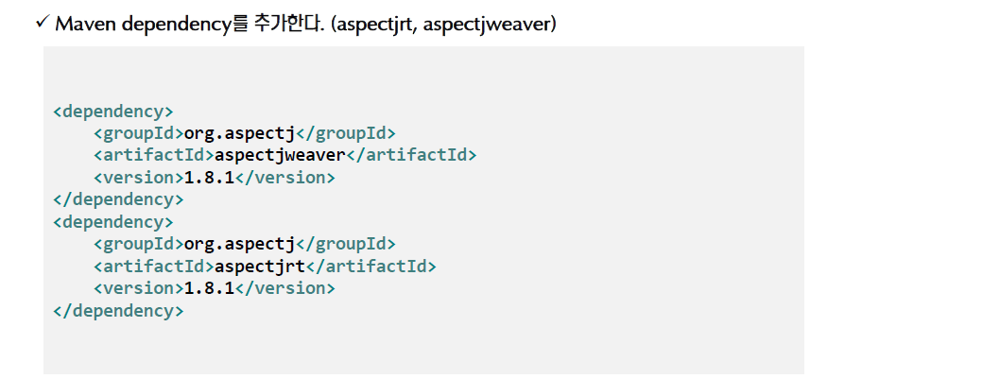 ✓ Maven dependency를 추가한다. (aspectjrt, aspectjweaver)
<dependency>
    <groupId>org.aspectj</groupId>
    <artifactId>aspectjweaver</artifactId>
    <version>1.8.1</version>
</dependency>
<dependency>
    <groupId>org.aspectj</groupId>
    <artifactId>aspectjrt</artifactId>
    <version>1.8.1</version>
</dependency>